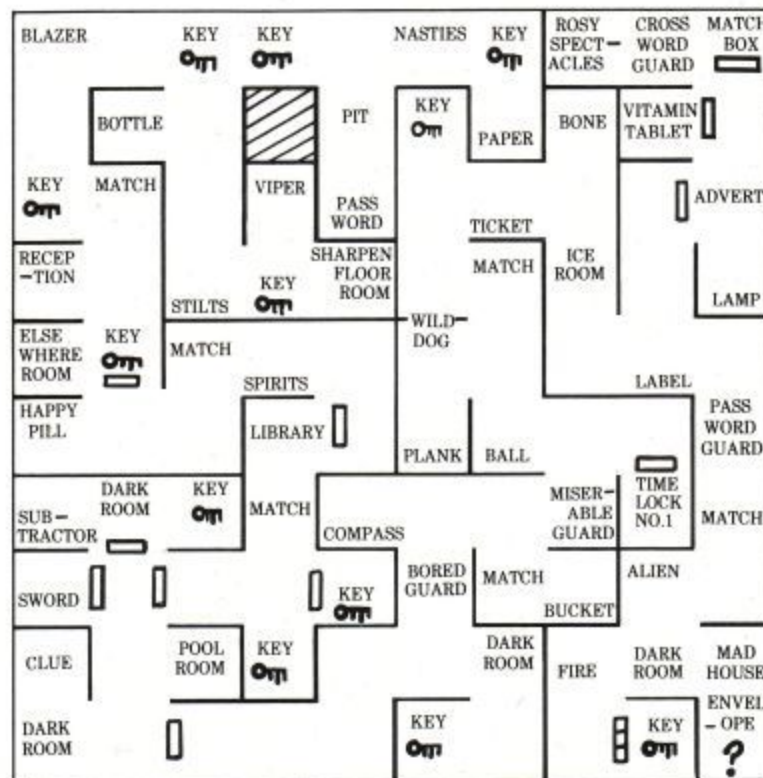 BLAZER
KEY
KEY
NASTIES
KEY
ROSY
SPECT-
ACLES
CROSS
WORD
GUARD
MATCH
BOX
BOTTLE
PIT
KEY
PAPER
BONE
VITAMIN
TABLET
KEY
MATCH
VIPER
PASS
WORD
TICKET
ADVERT
RECEP
-TION
STILTS
KEY
SHARPEN
FLOOR
ROOM
MATCH
ICE
ROOM
LAMP
ELSE
WHERE
ROOM
KEY
MATCH
WILD
DOG
SPIRITS
LABEL
HAPPY
PILL
LIBRARY
PLANK
BALL
PASS
WORD
GUARD
SUB-
TRACTOR
DARK
ROOM
KEY
MATCH
COMPASS
MISER-
ABLE
GUARD
TIME
LOCK
NO.1
MATCH
SWORD
KEY
BORED
GUARD
MATCH
BUCKET
ALIEN
CLUE
POOL
ROOM
KEY
DARK
ROOM
FIRE
DARK
ROOM
MAD
HOUSE
DARK
ROOM
KEY
KEY
ENVEL
-OPE
?